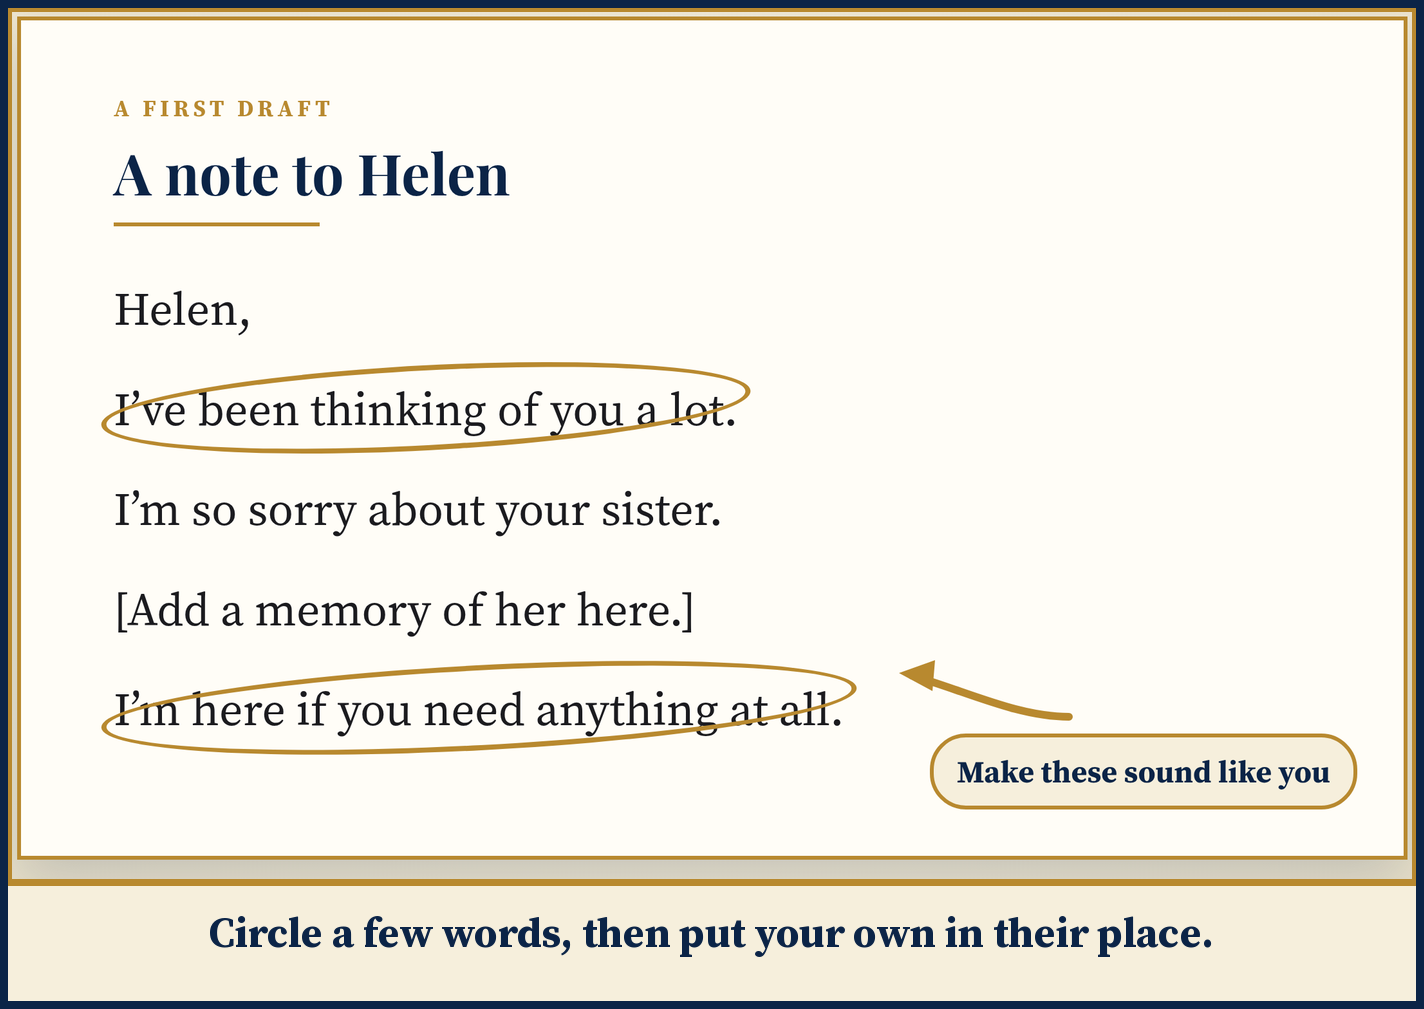 A FIRST DRAFT
A note to Helen
Helen,
I’ve been thinking of you a lot.
I’m so sorry about your sister.
[Add a memory of her here.]
I’m here if you need anything at all.
Make these sound like you
Circle a few words, then put your own in their place.